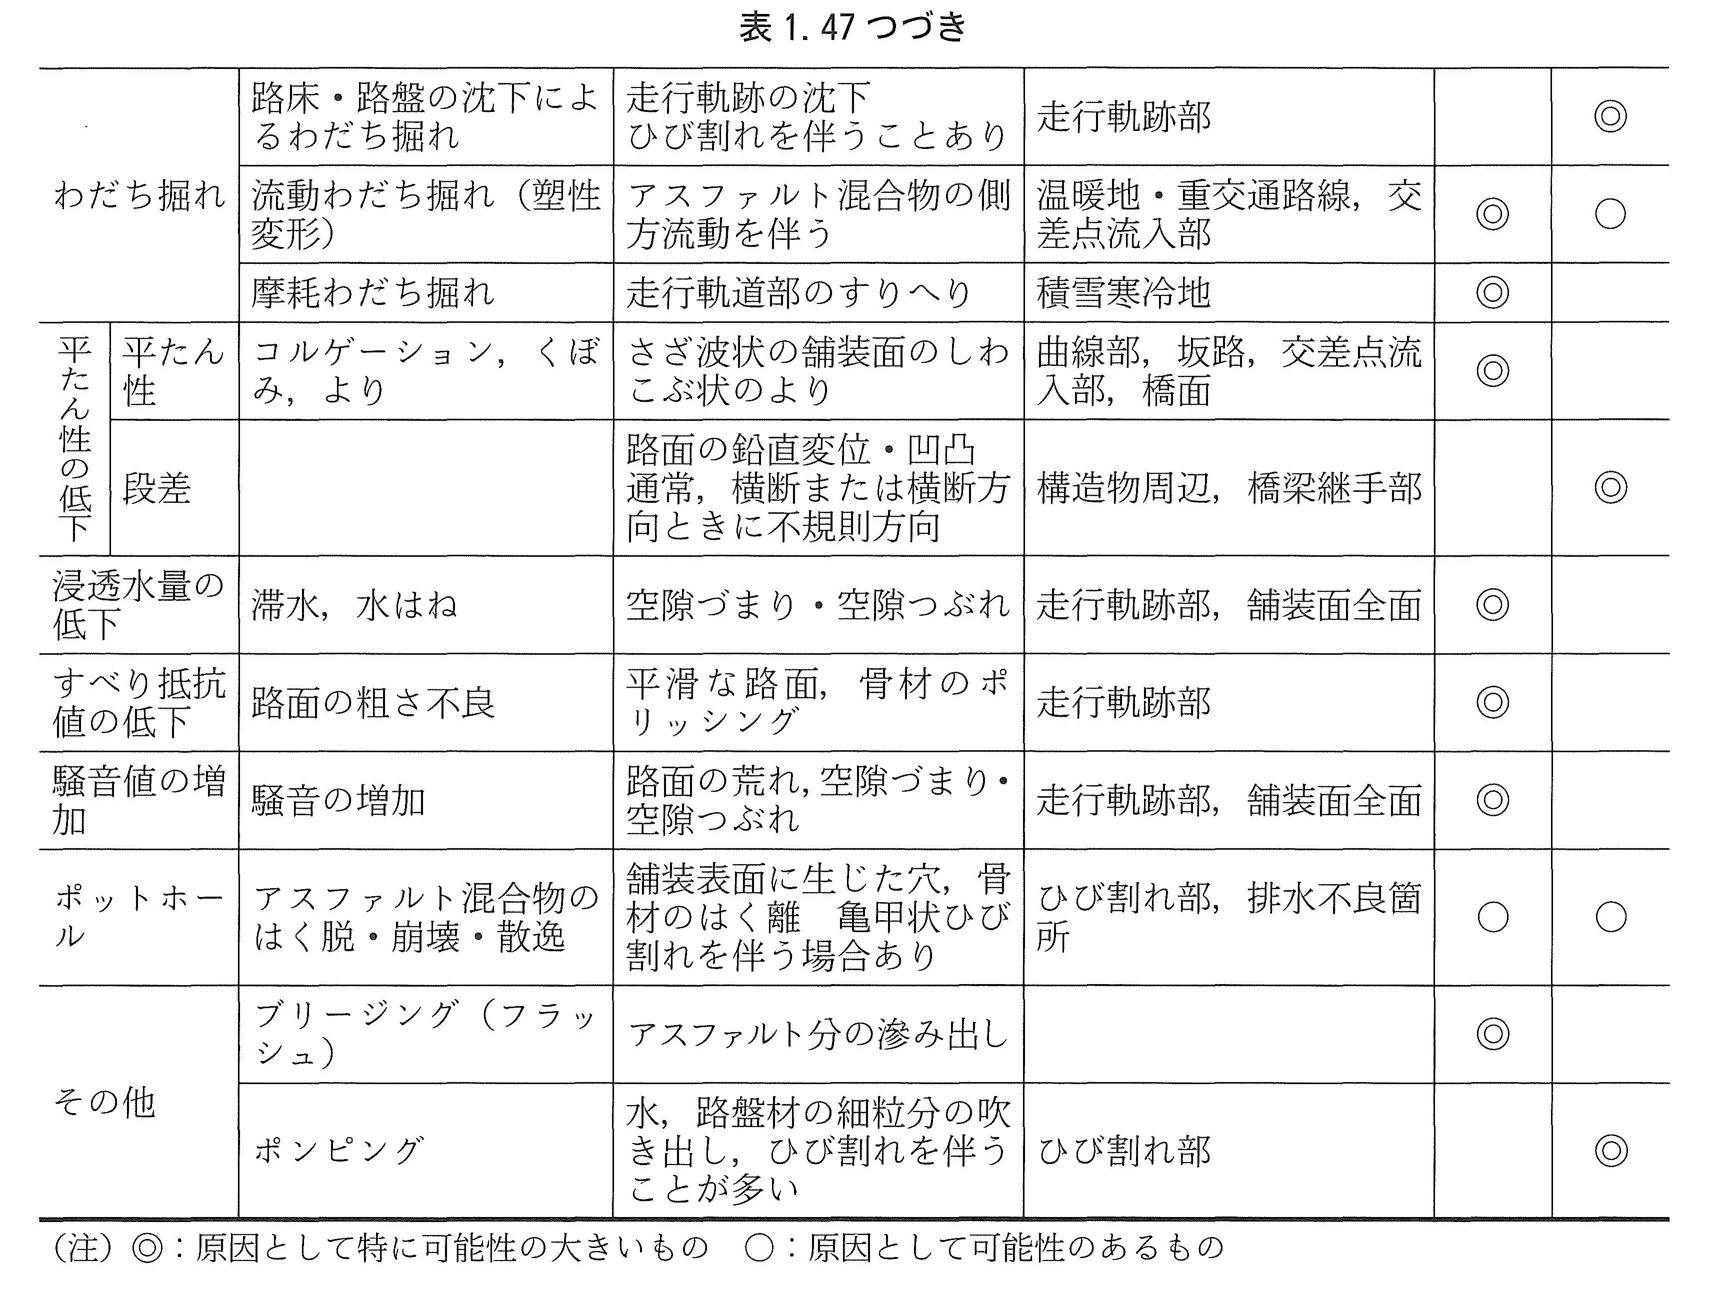 表1.47つづき
わだち掘れ
路床・路盤の沈下によ
るわだち掘れ
走行軌跡の沈下
ひび割れを伴うことあり
走行軌跡部
◎
流動わだち掘れ（塑性
変形）
アスファルト混合物の側
方流動を伴う
温暖地・重交通路線，交
差点流入部
◎
○
摩耗わだち掘れ
走行軌道部のすりへり
積雪寒冷地
◎
平たん性の低下
平たん
性
コルゲーション，くぼ
み，より
さざ波状の舗装面のしわ
こぶ状のより
曲線部，坂路，交差点流
入部，橋面
◎
段差
路面の鉛直変位・凹凸
通常，横断または横断方
向ときに不規則方向
構造物周辺，橋梁継手部
◎
浸透水量の
低下
滞水，水はね
空隙づまり・空隙つぶれ
走行軌跡部，舗装面全面
◎
すべり抵抗
値の低下
路面の粗さ不良
平滑な路面，骨材のポ
リッシング
走行軌跡部
◎
騒音値の増
加
騒音の増加
路面の荒れ，空隙づまり・
空隙つぶれ
走行軌跡部，舗装面全面
◎
ポットホー
ル
アスファルト混合物の
はく脱・崩壊・散逸
舗装表面に生じた穴，骨
材のはく離　亀甲状ひび
割れを伴う場合あり
ひび割れ部，排水不良箇
所
○
○
その他
ブリージング（フラッ
シュ）
アスファルト分の滲み出し
◎
ポンピング
水，路盤材の細粒分の吹
き出し，ひび割れを伴う
ことが多い
ひび割れ部
◎
（注）◎：原因として特に可能性の大きいもの　○：原因として可能性のあるもの